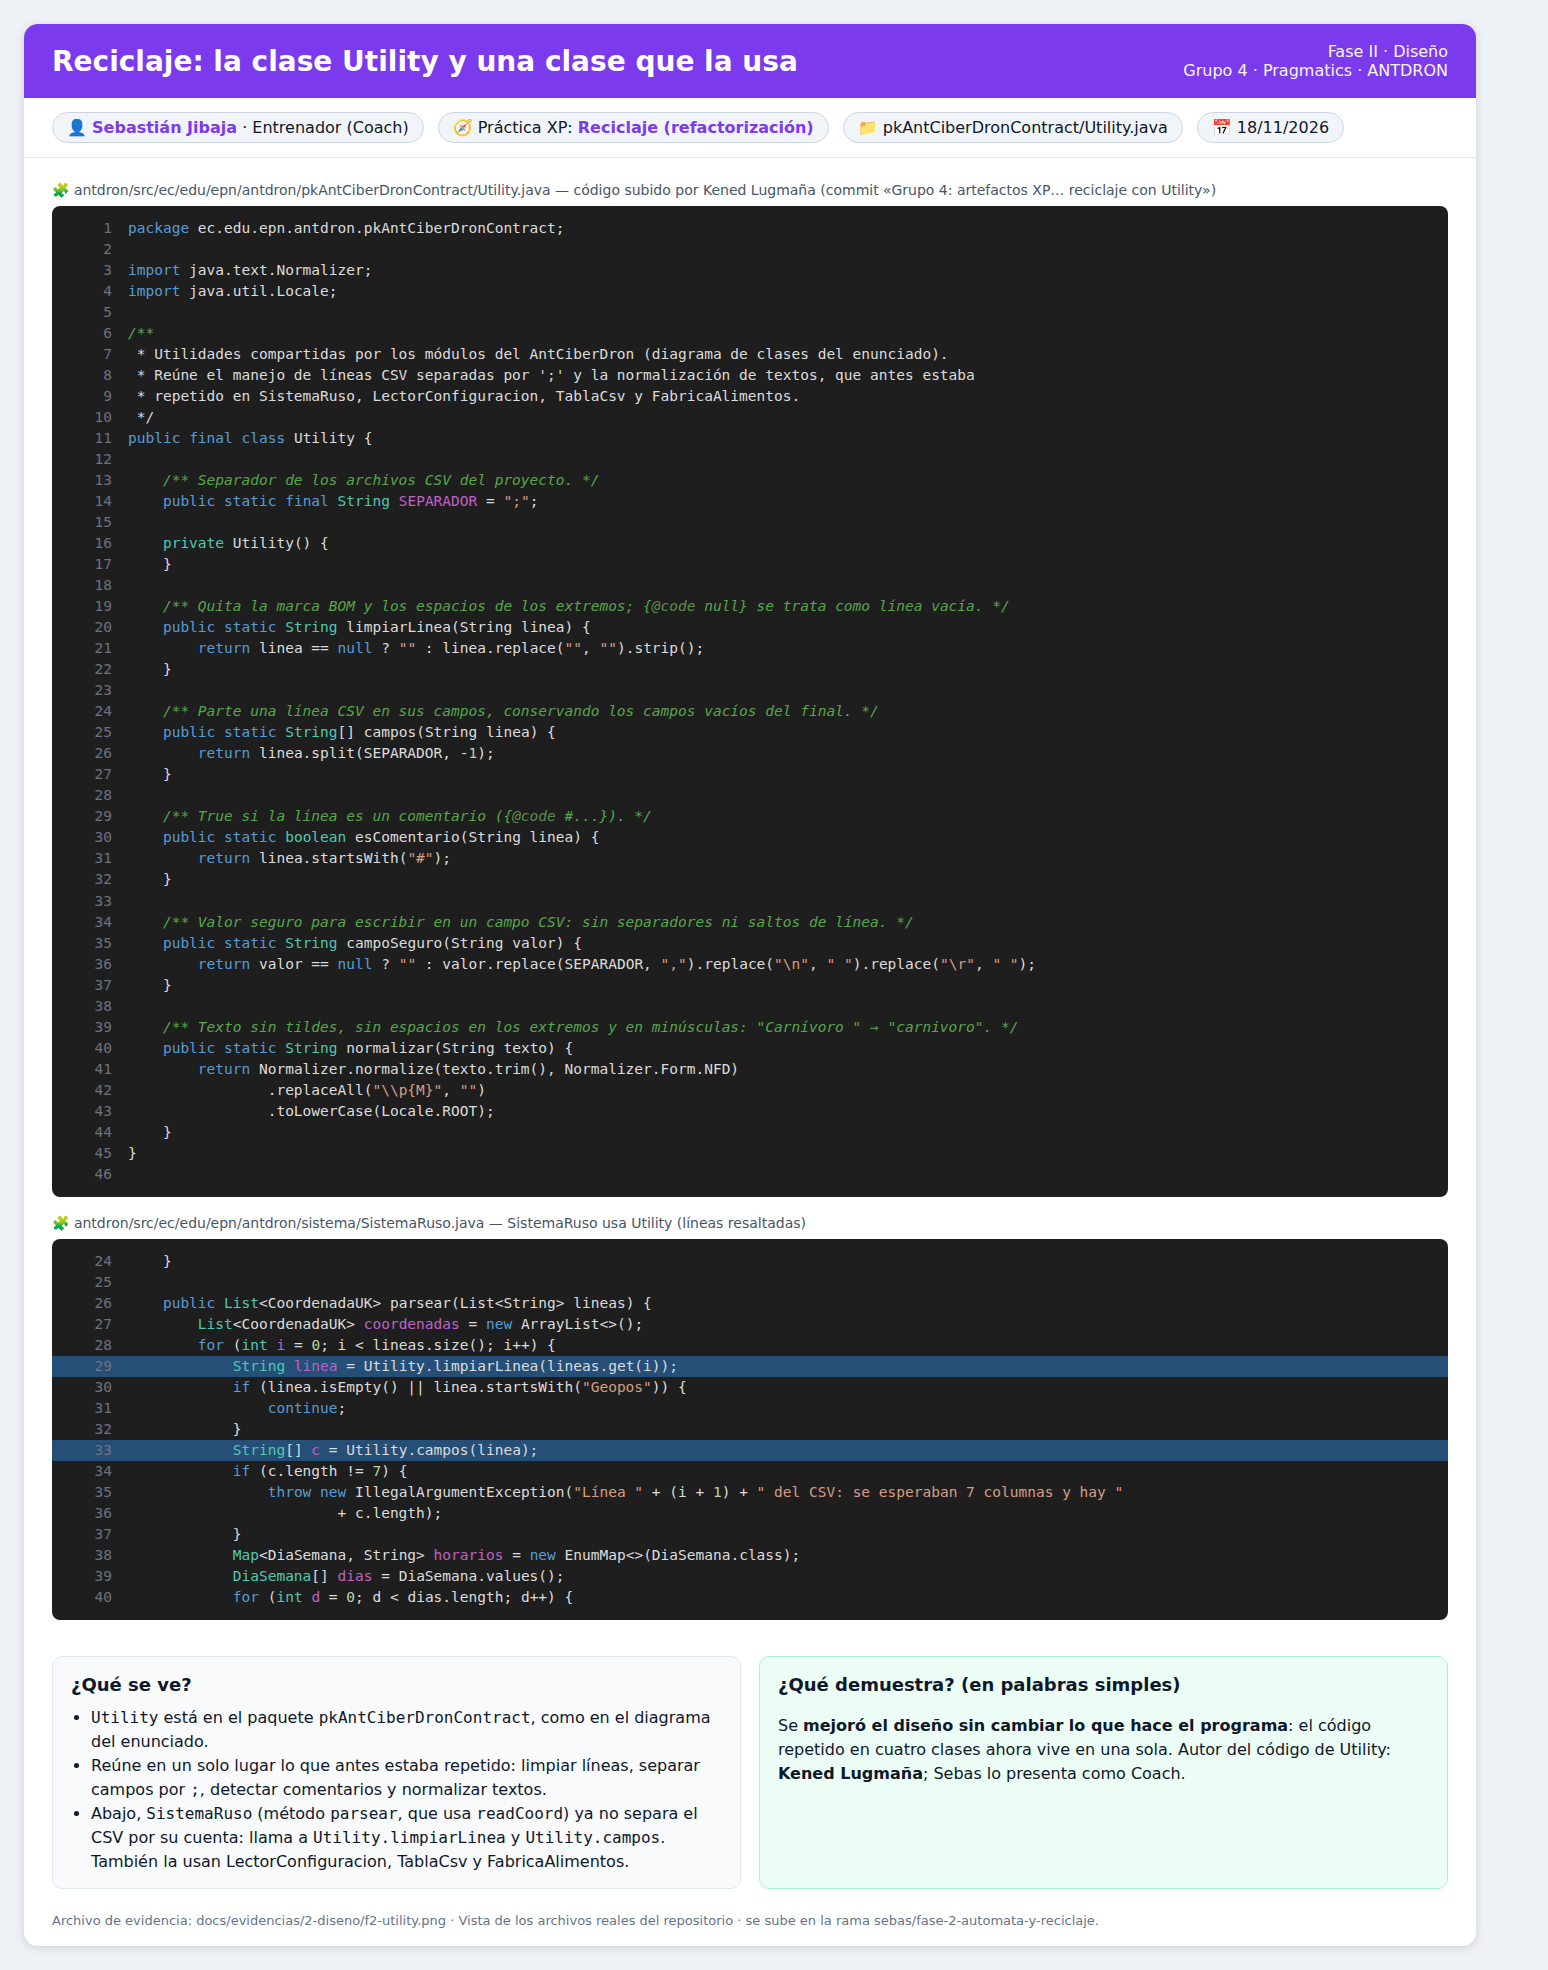 Reciclaje: la clase Utility y una clase que la usa
Fase II · Diseño
Grupo 4 · Pragmatics · ANTDRON
👤 Sebastián Jibaja · Entrenador (Coach)
🧭 Práctica XP: Reciclaje (refactorización)
📁 pkAntCiberDronContract/Utility.java
📅 18/11/2026
🧩 antdron/src/ec/edu/epn/antdron/pkAntCiberDronContract/Utility.java — código subido por Kened Lugmaña (commit «Grupo 4: artefactos XP… reciclaje con Utility»)
1 package ec.edu.epn.antdron.pkAntCiberDronContract;
2
3 import java.text.Normalizer;
4 import java.util.Locale;
5
6 /**
7  * Utilidades compartidas por los módulos del AntCiberDron (diagrama de clases del enunciado).
8  * Reúne el manejo de líneas CSV separadas por ';' y la normalización de textos, que antes estaba
9  * repetido en SistemaRuso, LectorConfiguracion, TablaCsv y FabricaAlimentos.
10  */
11 public final class Utility {
12
13     /** Separador de los archivos CSV del proyecto. */
14     public static final String SEPARADOR = ";";
15
16     private Utility() {
17     }
18
19     /** Quita la marca BOM y los espacios de los extremos; {@code null} se trata como línea vacía. */
20     public static String limpiarLinea(String linea) {
21         return linea == null ? "" : linea.replace("", "").strip();
22     }
23
24     /** Parte una línea CSV en sus campos, conservando los campos vacíos del final. */
25     public static String[] campos(String linea) {
26         return linea.split(SEPARADOR, -1);
27     }
28
29     /** True si la línea es un comentario ({@code #...}). */
30     public static boolean esComentario(String linea) {
31         return linea.startsWith("#");
32     }
33
34     /** Valor seguro para escribir en un campo CSV: sin separadores ni saltos de línea. */
35     public static String campoSeguro(String valor) {
36         return valor == null ? "" : valor.replace(SEPARADOR, ",").replace("\n", " ").replace("\r", " ");
37     }
38
39     /** Texto sin tildes, sin espacios en los extremos y en minúsculas: "Carnívoro " → "carnivoro". */
40     public static String normalizar(String texto) {
41         return Normalizer.normalize(texto.trim(), Normalizer.Form.NFD)
42                 .replaceAll("\\p{M}", "")
43                 .toLowerCase(Locale.ROOT);
44     }
45 }
46
🧩 antdron/src/ec/edu/epn/antdron/sistema/SistemaRuso.java — SistemaRuso usa Utility (líneas resaltadas)
24     }
25
26     public List<CoordenadaUK> parsear(List<String> lineas) {
27         List<CoordenadaUK> coordenadas = new ArrayList<>();
28         for (int i = 0; i < lineas.size(); i++) {
29             String linea = Utility.limpiarLinea(lineas.get(i));
30             if (linea.isEmpty() || linea.startsWith("Geopos")) {
31                 continue;
32             }
33             String[] c = Utility.campos(linea);
34             if (c.length != 7) {
35                 throw new IllegalArgumentException("Línea " + (i + 1) + " del CSV: se esperaban 7 columnas y hay "
36                         + c.length);
37             }
38             Map<DiaSemana, String> horarios = new EnumMap<>(DiaSemana.class);
39             DiaSemana[] dias = DiaSemana.values();
40             for (int d = 0; d < dias.length; d++) {
¿Qué se ve?
• Utility está en el paquete pkAntCiberDronContract, como en el diagrama
del enunciado.
• Reúne en un solo lugar lo que antes estaba repetido: limpiar líneas, separar
campos por ;, detectar comentarios y normalizar textos.
• Abajo, SistemaRuso (método parsear, que usa readCoord) ya no separa el
CSV por su cuenta: llama a Utility.limpiarLinea y Utility.campos.
También la usan LectorConfiguracion, TablaCsv y FabricaAlimentos.
¿Qué demuestra? (en palabras simples)
Se mejoró el diseño sin cambiar lo que hace el programa: el código
repetido en cuatro clases ahora vive en una sola. Autor del código de Utility:
Kened Lugmaña; Sebas lo presenta como Coach.
Archivo de evidencia: docs/evidencias/2-diseno/f2-utility.png · Vista de los archivos reales del repositorio · se sube en la rama sebas/fase-2-automata-y-reciclaje.